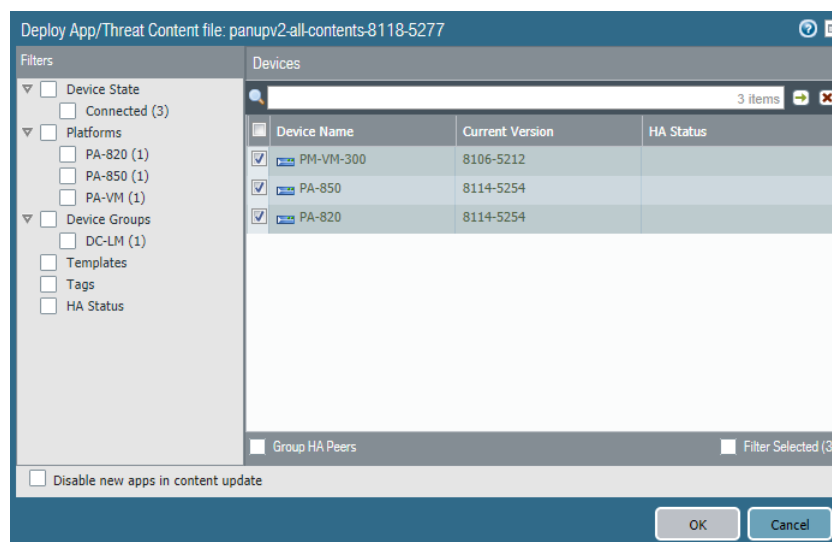 Deploy App/Threat Content file: panupv2-all-contents-8118-5277
Filters
Device State
Connected (3)
Platforms
PA-820 (1)
PA-850 (1)
PA-VM (1)
Device Groups
DC-LM (1)
Templates
Tags
HA Status
Devices
3 items
Device Name Current Version HA Status
PM-VM-300 8106-5212
PA-850 8114-5254
PA-820 8114-5254
Group HA Peers Filter Selected (3
Disable new apps in content update
OK Cancel